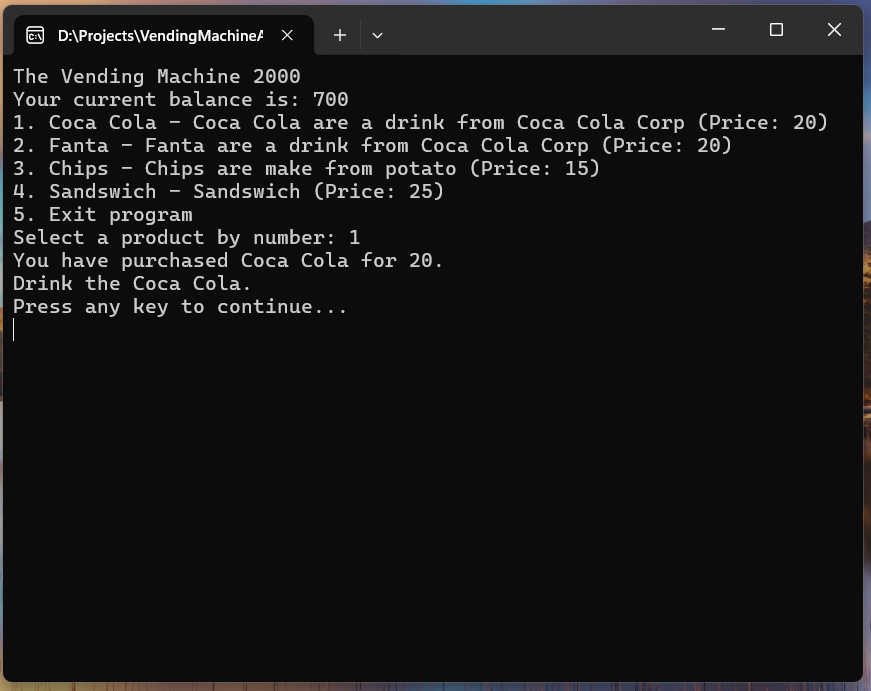 D:\Projects\VendingMachineA
The Vending Machine 2000
Your current balance is: 700
1. Coca Cola - Coca Cola are a drink from Coca Cola Corp (Price: 20)
2. Fanta - Fanta are a drink from Coca Cola Corp (Price: 20)
3. Chips - Chips are make from potato (Price: 15)
4. Sandswich - Sandswich (Price: 25)
5. Exit program
Select a product by number: 1
You have purchased Coca Cola for 20.
Drink the Coca Cola.
Press any key to continue...